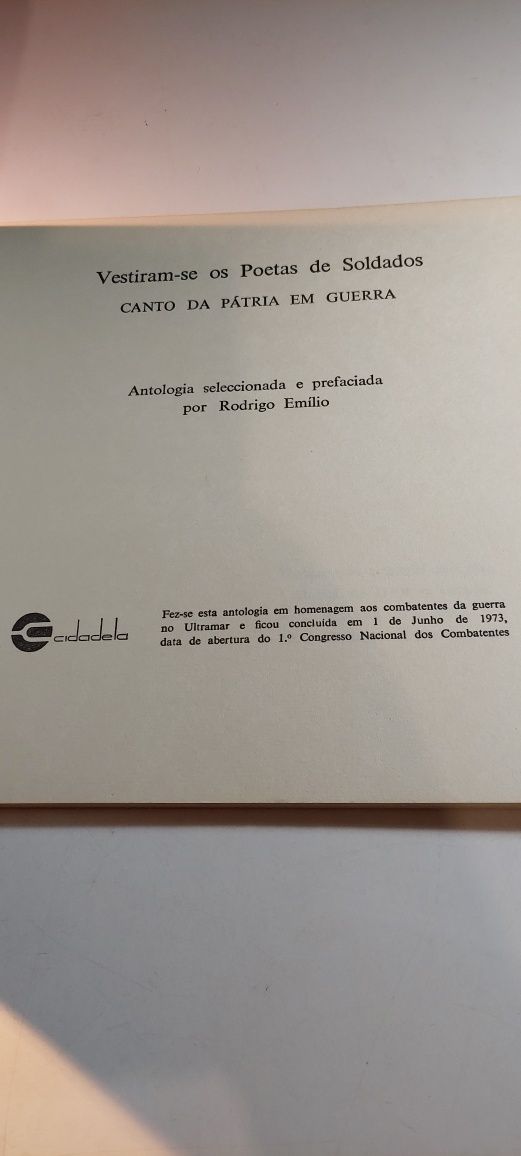 Vestiram-se os Poetas de Soldados
CANTO DA PÁTRIA EM GUERRA
Antologia seleccionada e prefaciada
por Rodrigo Emílio
cidadela
Fez-se esta antologia em homenagem aos combatentes da guerra
no Ultramar e ficou concluída em 1 de Junho de 1973,
data de abertura do 1.º Congresso Nacional dos Combatentes